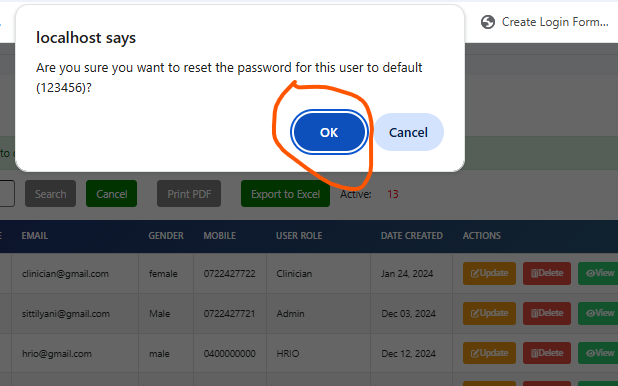 Create Login Form...
localhost says
Are you sure you want to reset the password for this user to default
(123456)?
OK
Cancel
to
Search
Cancel
Print PDF
Export to Excel
Active:
13
EMAIL
GENDER
MOBILE
USER ROLE
DATE CREATED
ACTIONS
clinician@gmail.com
female
0722427722
Clinician
Jan 24, 2024
Update
Delete
View
sittilyani@gmail.com
Male
0722427721
Admin
Dec 03, 2024
Update
Delete
View
hrio@gmail.com
male
0400000000
HRIO
Dec 12, 2024
Update
Delete
View